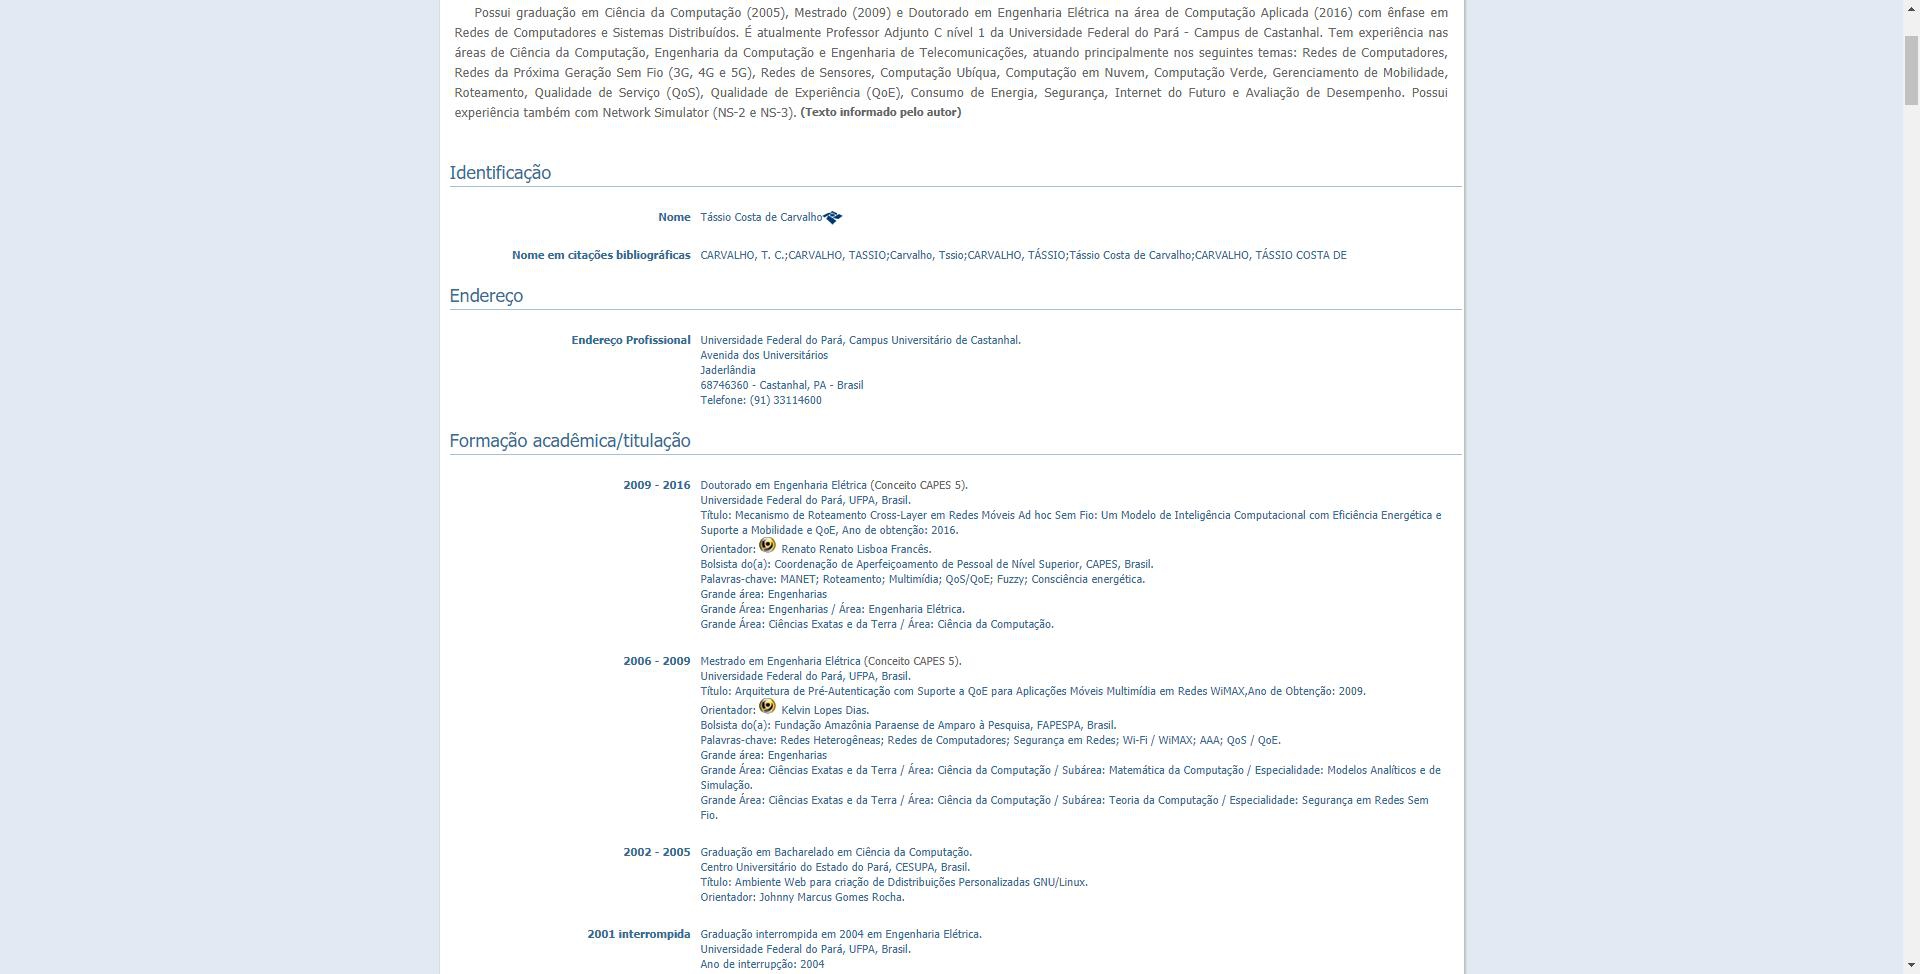 Possui graduação em Ciência da Computação (2005), Mestrado (2009) e Doutorado em Engenharia Elétrica na área de Computação Aplicada (2016) com ênfase em
Redes de Computadores e Sistemas Distribuídos. É atualmente Professor Adjunto C nível 1 da Universidade Federal do Pará - Campus de Castanhal. Tem experiência nas
áreas de Ciência da Computação, Engenharia da Computação e Engenharia de Telecomunicações, atuando principalmente nos seguintes temas: Redes de Computadores,
Redes da Próxima Geração Sem Fio (3G, 4G e 5G), Redes de Sensores, Computação Ubíqua, Computação em Nuvem, Computação Verde, Gerenciamento de Mobilidade,
Roteamento, Qualidade de Serviço (QoS), Qualidade de Experiência (QoE), Consumo de Energia, Segurança, Internet do Futuro e Avaliação de Desempenho. Possui
experiência também com Network Simulator (NS-2 e NS-3). (Texto informado pelo autor)
Identificação
Nome Tássio Costa de Carvalho
Nome em citações bibliográficas CARVALHO, T. C.;CARVALHO, TASSIO;Carvalho, Tssio;CARVALHO, TÁSSIO;Tássio Costa de Carvalho;CARVALHO, TÁSSIO COSTA DE
Endereço
Endereço Profissional Universidade Federal do Pará, Campus Universitário de Castanhal.
Avenida dos Universitários
Jaderlândia
68746360 - Castanhal, PA - Brasil
Telefone: (91) 33114600
Formação acadêmica/titulação
2009 - 2016 Doutorado em Engenharia Elétrica (Conceito CAPES 5).
Universidade Federal do Pará, UFPA, Brasil.
Título: Mecanismo de Roteamento Cross-Layer em Redes Móveis Ad hoc Sem Fio: Um Modelo de Inteligência Computacional com Eficiência Energética e
Suporte a Mobilidade e QoE, Ano de obtenção: 2016.
Orientador: Renato Renato Lisboa Francês.
Bolsista do(a): Coordenação de Aperfeiçoamento de Pessoal de Nível Superior, CAPES, Brasil.
Palavras-chave: MANET; Roteamento; Multimídia; QoS/QoE; Fuzzy; Consciência energética.
Grande área: Engenharias
Grande Área: Engenharias / Área: Engenharia Elétrica.
Grande Área: Ciências Exatas e da Terra / Área: Ciência da Computação.
2006 - 2009 Mestrado em Engenharia Elétrica (Conceito CAPES 5).
Universidade Federal do Pará, UFPA, Brasil.
Título: Arquitetura de Pré-Autenticação com Suporte a QoE para Aplicações Móveis Multimídia em Redes WiMAX,Ano de Obtenção: 2009.
Orientador: Kelvin Lopes Dias.
Bolsista do(a): Fundação Amazônia Paraense de Amparo à Pesquisa, FAPESPA, Brasil.
Palavras-chave: Redes Heterogêneas; Redes de Computadores; Segurança em Redes; Wi-Fi / WiMAX; AAA; QoS / QoE.
Grande área: Engenharias
Grande Área: Ciências Exatas e da Terra / Área: Ciência da Computação / Subárea: Matemática da Computação / Especialidade: Modelos Analíticos e de
Simulação.
Grande Área: Ciências Exatas e da Terra / Área: Ciência da Computação / Subárea: Teoria da Computação / Especialidade: Segurança em Redes Sem
Fio.
2002 - 2005 Graduação em Bacharelado em Ciência da Computação.
Centro Universitário do Estado do Pará, CESUPA, Brasil.
Título: Ambiente Web para criação de Ddistribuições Personalizadas GNU/Linux.
Orientador: Johnny Marcus Gomes Rocha.
2001 interrompida Graduação interrompida em 2004 em Engenharia Elétrica.
Universidade Federal do Pará, UFPA, Brasil.
Ano de interrupção: 2004